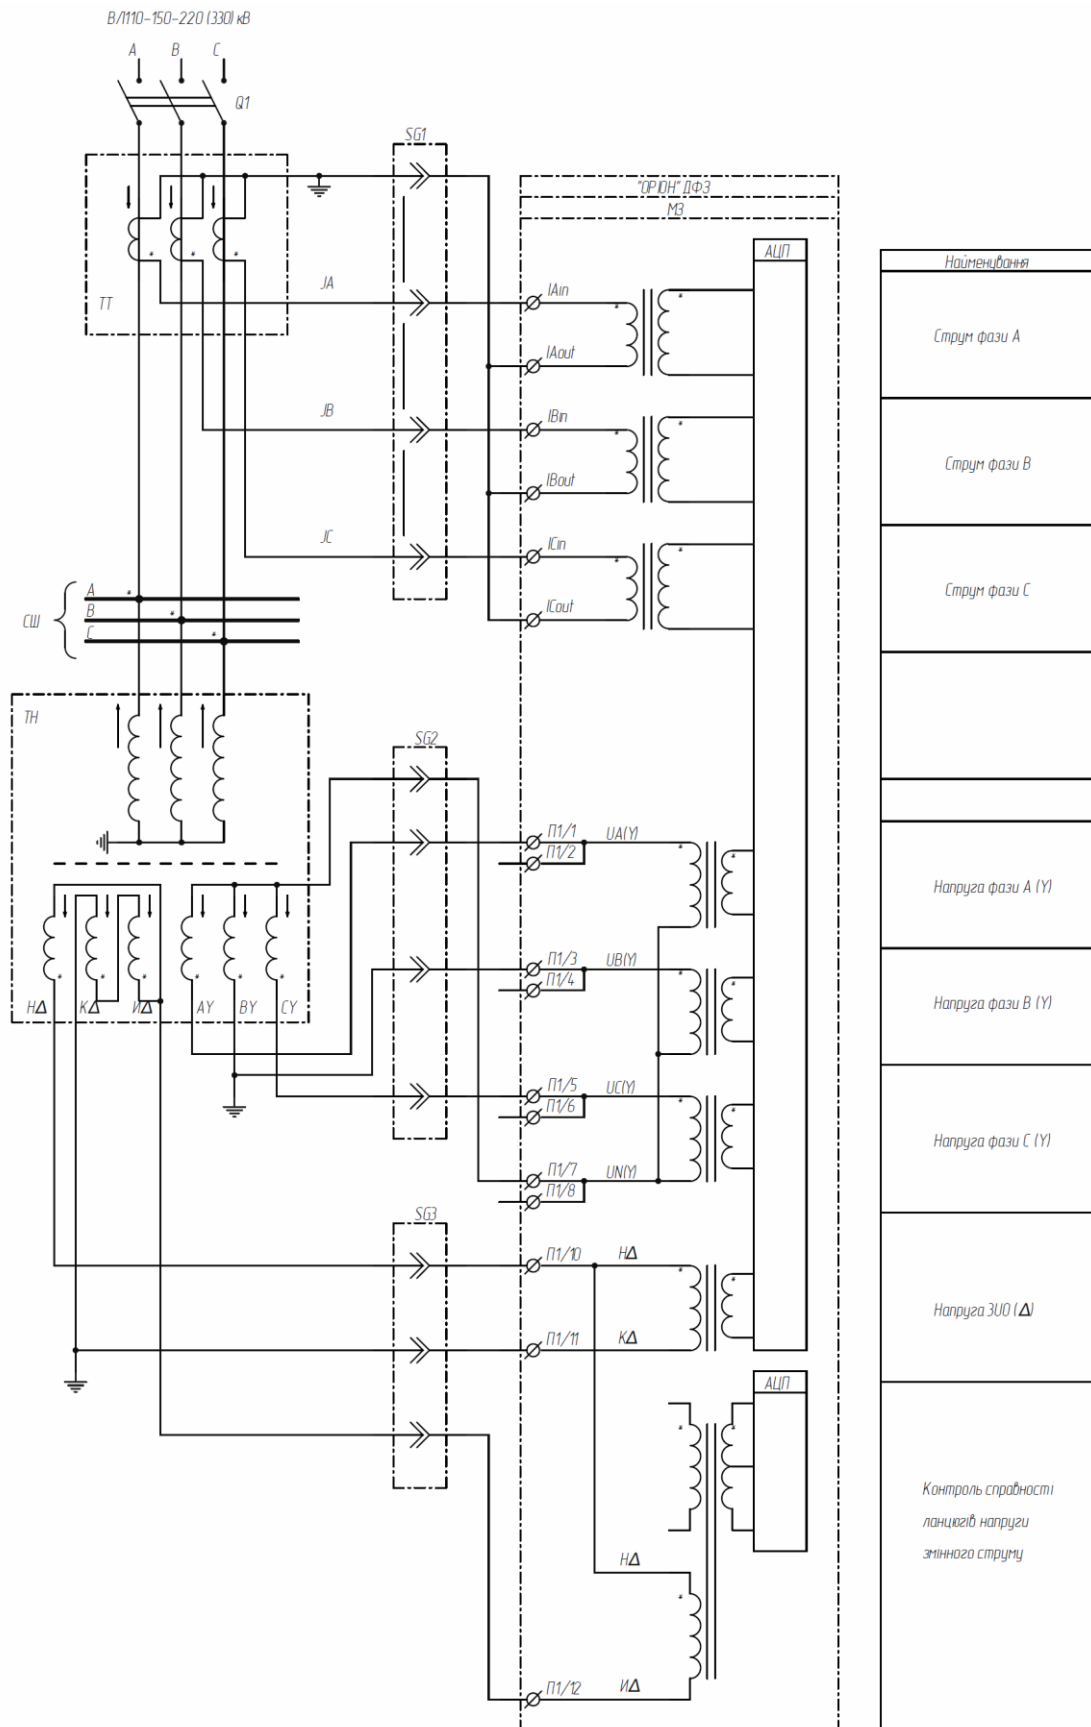 ВЛ110-150-220 (330) кВ
A
B
C
Q1
SG1
"ОРІОН" ДФЗ
МЗ
АЦП
Найменування
ТТ
JA
IAin
IAout
Струм фази А
JB
IBin
IBout
Струм фази В
JC
ICin
ICout
Струм фази С
СШ
A
B
C
ТН
SG2
П1/1
UA(Y)
П1/2
Напруга фази А (Y)
П1/3
UB(Y)
П1/4
Напруга фази В (Y)
НΔ
КΔ
ИΔ
AY
BY
CY
П1/5
UC(Y)
П1/6
Напруга фази С (Y)
П1/7
UN(Y)
П1/8
SG3
П1/10
НΔ
Напруга 3U0 (Δ)
П1/11
КΔ
АЦП
Контроль справності
ланцюгів напруги
змінного струму
НΔ
П1/12
ИΔ